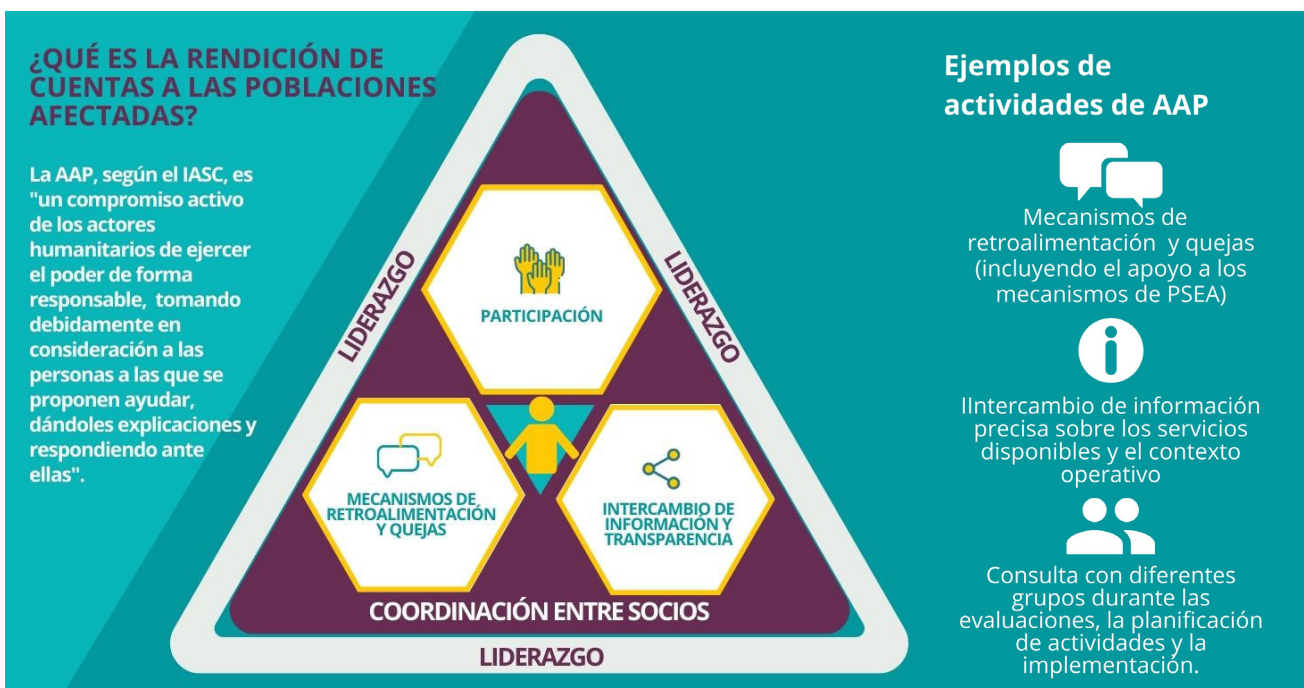 ¿QUÉ ES LA RENDICIÓN DE
CUENTAS A LAS POBLACIONES
AFECTADAS?
La AAP, según el IASC, es
"un compromiso activo
de los actores
humanitarios de ejercer
el poder de forma
responsable, tomando
debidamente en
consideración a las
personas a las que se
proponen ayudar,
dándoles explicaciones y
respondiendo ante
ellas".
LIDERAZGO
LIDERAZGO
PARTICIPACIÓN
MECANISMOS DE
RETROALIMENTACIÓN
Y QUEJAS
INTERCAMBIO DE
INFORMACIÓN Y
TRANSPARENCIA
COORDINACIÓN ENTRE SOCIOS
LIDERAZGO
Ejemplos de
actividades de AAP
Mecanismos de
retroalimentación y quejas
(incluyendo el apoyo a los
mecanismos de PSEA)
IIntercambio de información
precisa sobre los servicios
disponibles y el contexto
operativo
Consulta con diferentes
grupos durante las
evaluaciones, la planificación
de actividades y la
implementación.